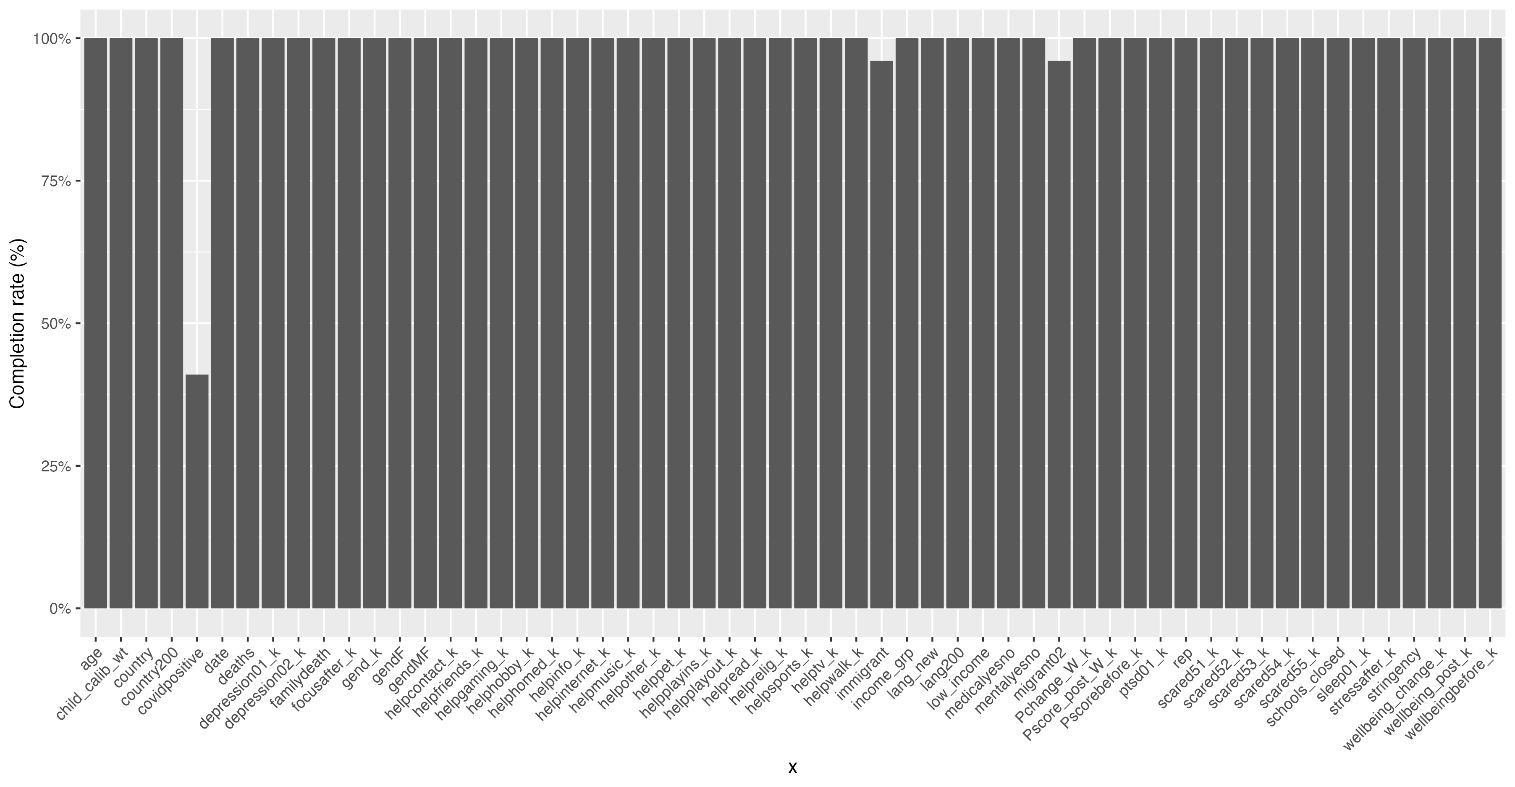 Completion rate (%)
100%
75%
50%
25%
0%
age
child_calib_wt
country
country200
covidpositive
date
deaths
depression01_k
depression02_k
familydeath
focusafter_k
gend_k
gendF
gendMF
helpcontact_k
helpfriends_k
helpgaming_k
helphobby_k
helphomed_k
helpinfo_k
helpinternet_k
helpmusic_k
helpother_k
helppet_k
helpplayins_k
helpplayout_k
helpread_k
helprelig_k
helpsports_k
helptv_k
helpwalk_k
immigrant
income_grp
lang_new
lang200
low_income
medicalyesno
mentalyesno
migrant02
Pchange_W_k
Pscore_post_W_k
Pscorebefore_k
ptsd01_k
rep
scared51_k
scared52_k
scared53_k
scared54_k
scared55_k
schools_closed
sleep01_k
stressafter_k
stringency
wellbeing_change_k
wellbeing_post_k
wellbeingbefore_k
x